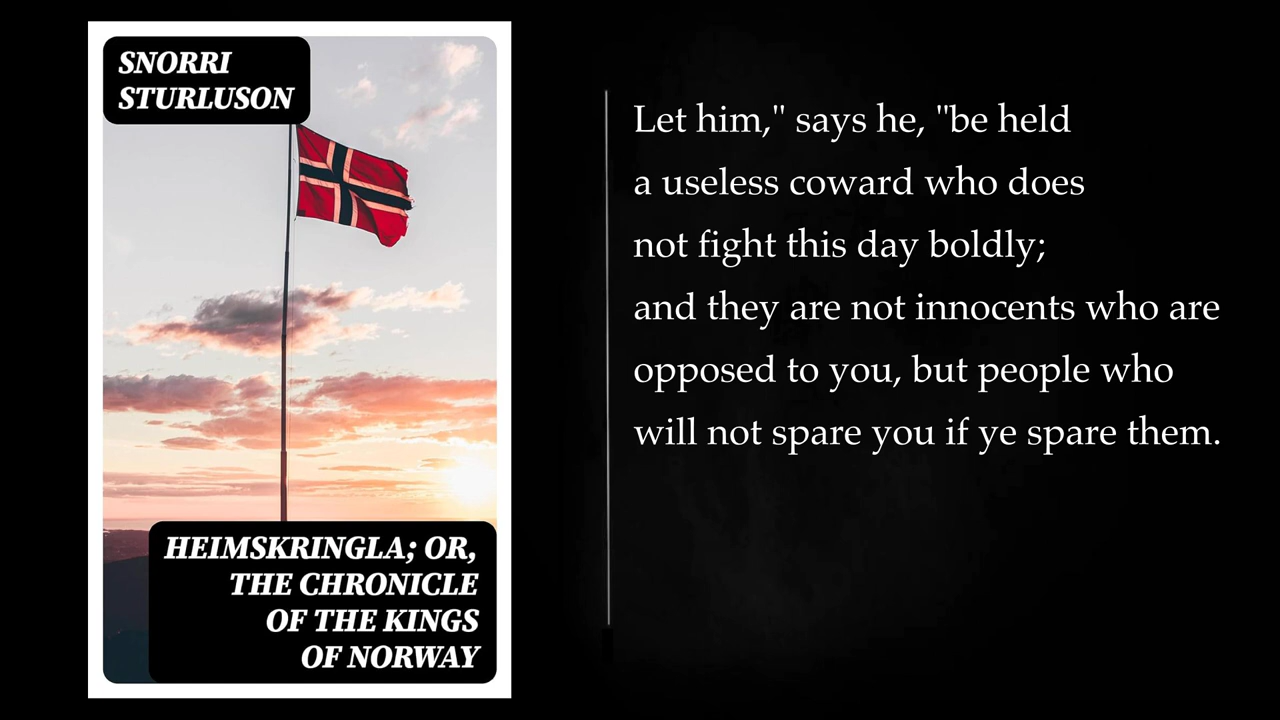 SNORRI
STURLUSON
HEIMSKRINGLA; OR,
THE CHRONICLE
OF THE KINGS
OF NORWAY
Let him," says he, "be held
a useless coward who does
not fight this day boldly;
and they are not innocents who are
opposed to you, but people who
will not spare you if ye spare them.